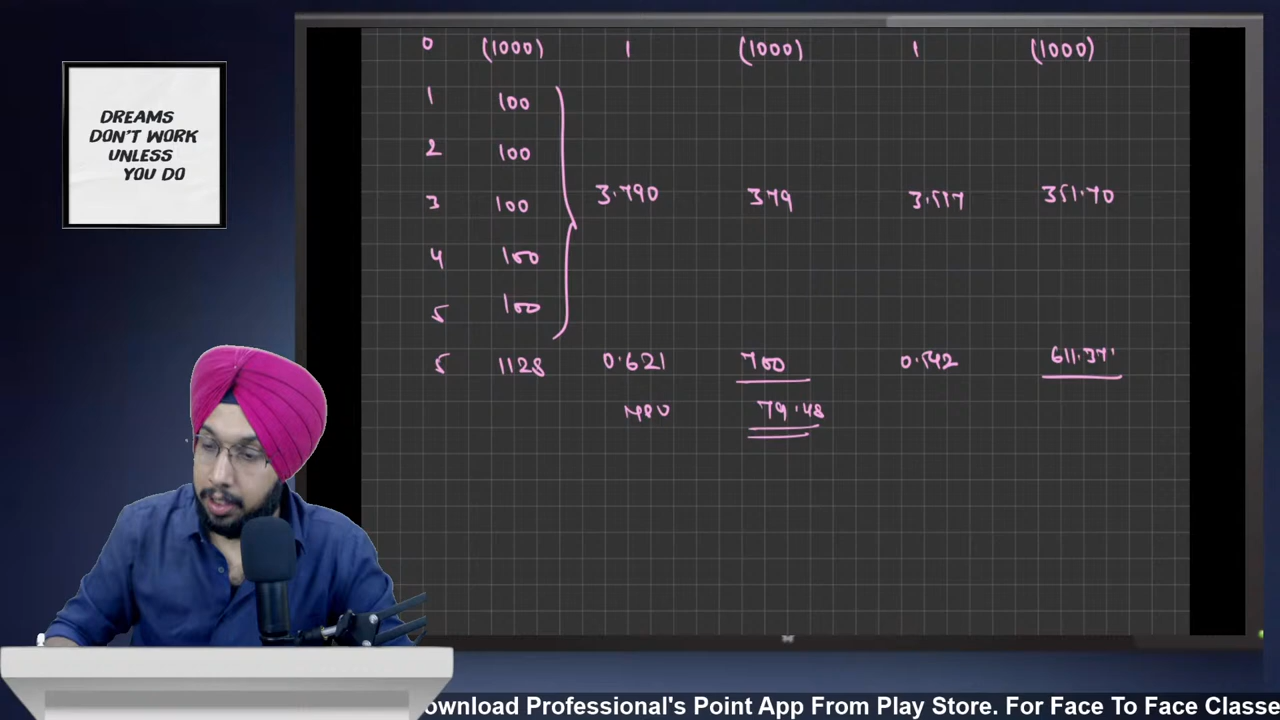 DREAMS
DON'T WORK
UNLESS
YOU DO
0 (1000) 1 (1000) 1 (1000)
1 100
2 100
3 100 3.790 379 3.517 351.70
4 100
5 100
5 1128 0.621 700 0.542 611.371
NPV 79.48
ownload Professional's Point App From Play Store. For Face To Face Classe